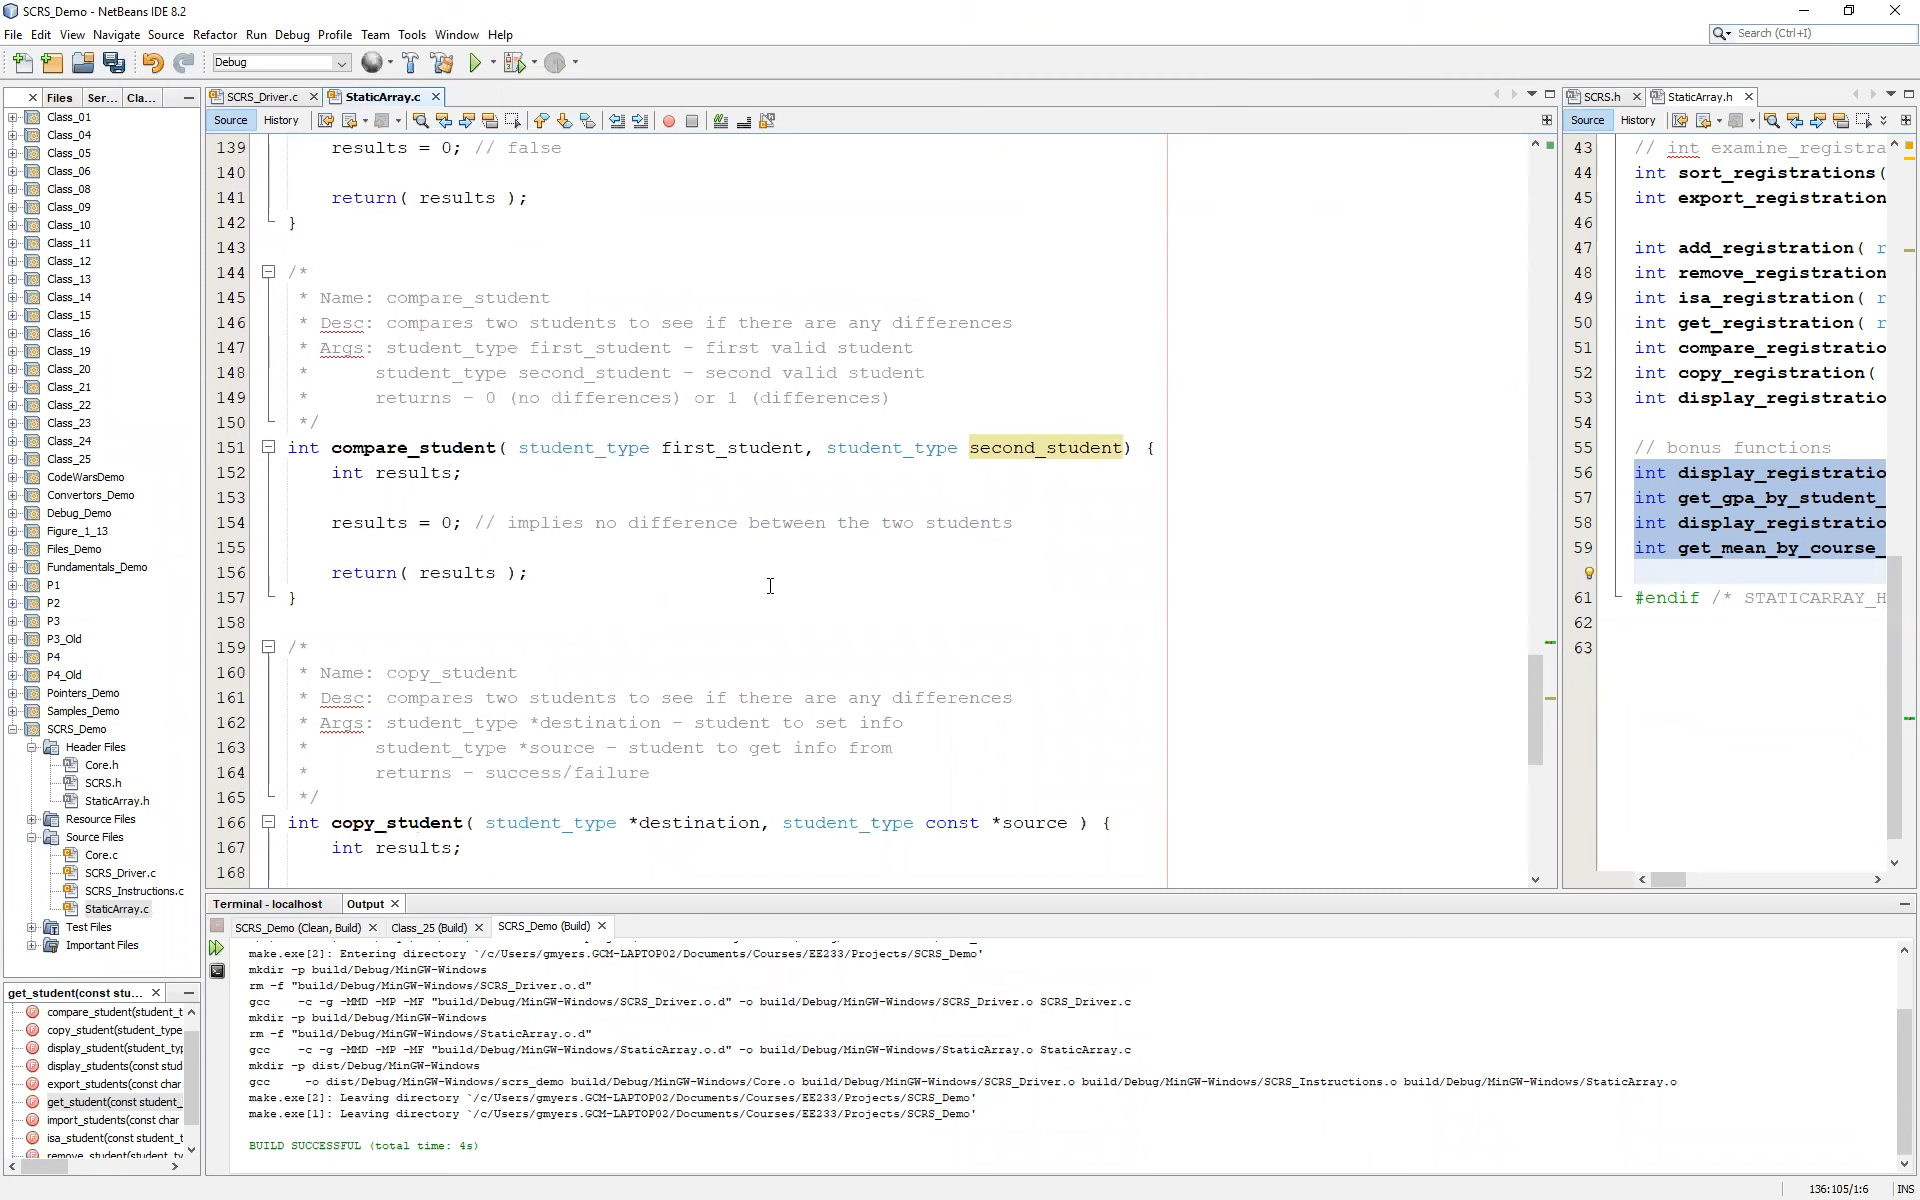 SCRS_Demo - NetBeans IDE 8.2
File Edit View Navigate Source Refactor Run Debug Profile Team Tools Window Help
Search (Ctrl+I)
Debug
Files Ser... Cla...
Class_01
Class_04
Class_05
Class_06
Class_08
Class_09
Class_10
Class_11
Class_12
Class_13
Class_14
Class_15
Class_16
Class_19
Class_20
Class_21
Class_22
Class_23
Class_24
Class_25
CodeWarsDemo
Convertors_Demo
Debug_Demo
Figure_1_13
Files_Demo
Fundamentals_Demo
P1
P2
P3
P3_Old
P4
P4_Old
Pointers_Demo
Samples_Demo
SCRS_Demo
Header Files
Core.h
SCRS.h
StaticArray.h
Resource Files
Source Files
Core.c
SCRS_Driver.c
SCRS_Instructions.c
StaticArray.c
Test Files
Important Files
get_student(const stu...
compare_student(student_t
copy_student(student_type
display_student(student_typ
display_students(const stud
export_students(const char
get_student(const student_
import_students(const char
isa_student(const student_t
remove_student(student_ty
SCRS_Driver.c StaticArray.c
Source History
139 results = 0; // false
140
141 return( results );
142 }
143
144 /*
145 * Name: compare_student
146 * Desc: compares two students to see if there are any differences
147 * Args: student_type first_student - first valid student
148 * student_type second_student - second valid student
149 * returns - 0 (no differences) or 1 (differences)
150 */
151 int compare_student( student_type first_student, student_type second_student) {
152 int results;
153
154 results = 0; // implies no difference between the two students
155
156 return( results );
157 }
158
159 /*
160 * Name: copy_student
161 * Desc: compares two students to see if there are any differences
162 * Args: student_type *destination - student to set info
163 * student_type *source - student to get info from
164 * returns - success/failure
165 */
166 int copy_student( student_type *destination, student_type const *source ) {
167 int results;
168
SCRS.h StaticArray.h
Source History
43 // int examine_registra
44 int sort_registrations(
45 int export_registration
46
47 int add_registration( r
48 int remove_registration
49 int isa_registration( r
50 int get_registration( r
51 int compare_registratio
52 int copy_registration(
53 int display_registratio
54
55 // bonus functions
56 int display_registratio
57 int get_gpa_by_student_
58 int display_registratio
59 int get_mean_by_course_
61 #endif /* STATICARRAY_H
62
63
Terminal - localhost Output
SCRS_Demo (Clean, Build) Class_25 (Build) SCRS_Demo (Build)
make.exe[2]: Entering directory `/c/Users/gmyers.GCM-LAPTOP02/Documents/Courses/EE233/Projects/SCRS_Demo'
mkdir -p build/Debug/MinGW-Windows
rm -f "build/Debug/MinGW-Windows/SCRS_Driver.o.d"
gcc -c -g -MMD -MP -MF "build/Debug/MinGW-Windows/SCRS_Driver.o.d" -o build/Debug/MinGW-Windows/SCRS_Driver.o SCRS_Driver.c
mkdir -p build/Debug/MinGW-Windows
rm -f "build/Debug/MinGW-Windows/StaticArray.o.d"
gcc -c -g -MMD -MP -MF "build/Debug/MinGW-Windows/StaticArray.o.d" -o build/Debug/MinGW-Windows/StaticArray.o StaticArray.c
mkdir -p dist/Debug/MinGW-Windows
gcc -o dist/Debug/MinGW-Windows/scrs_demo build/Debug/MinGW-Windows/Core.o build/Debug/MinGW-Windows/SCRS_Driver.o build/Debug/MinGW-Windows/SCRS_Instructions.o build/Debug/MinGW-Windows/StaticArray.o
make.exe[2]: Leaving directory `/c/Users/gmyers.GCM-LAPTOP02/Documents/Courses/EE233/Projects/SCRS_Demo'
make.exe[1]: Leaving directory `/c/Users/gmyers.GCM-LAPTOP02/Documents/Courses/EE233/Projects/SCRS_Demo'
BUILD SUCCESSFUL (total time: 4s)
136:105/1:6 INS